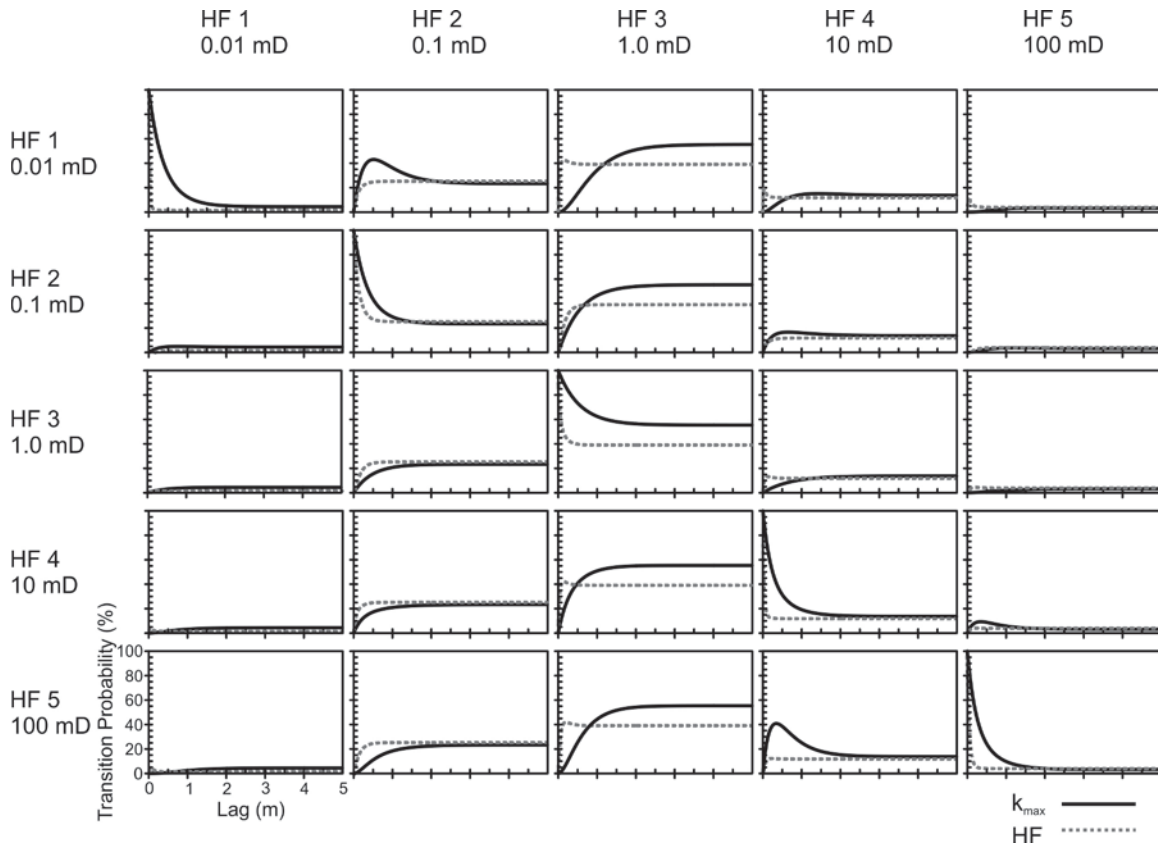 HF 1
0.01 mD
HF 2
0.1 mD
HF 3
1.0 mD
HF 4
10 mD
HF 5
100 mD
HF 1
0.01 mD
HF 2
0.1 mD
HF 3
1.0 mD
HF 4
10 mD
HF 5
100 mD
Transition Probability (%)
100
80
60
40
20
0
0 1 2 3 4 5
Lag (m)
kmax
HF